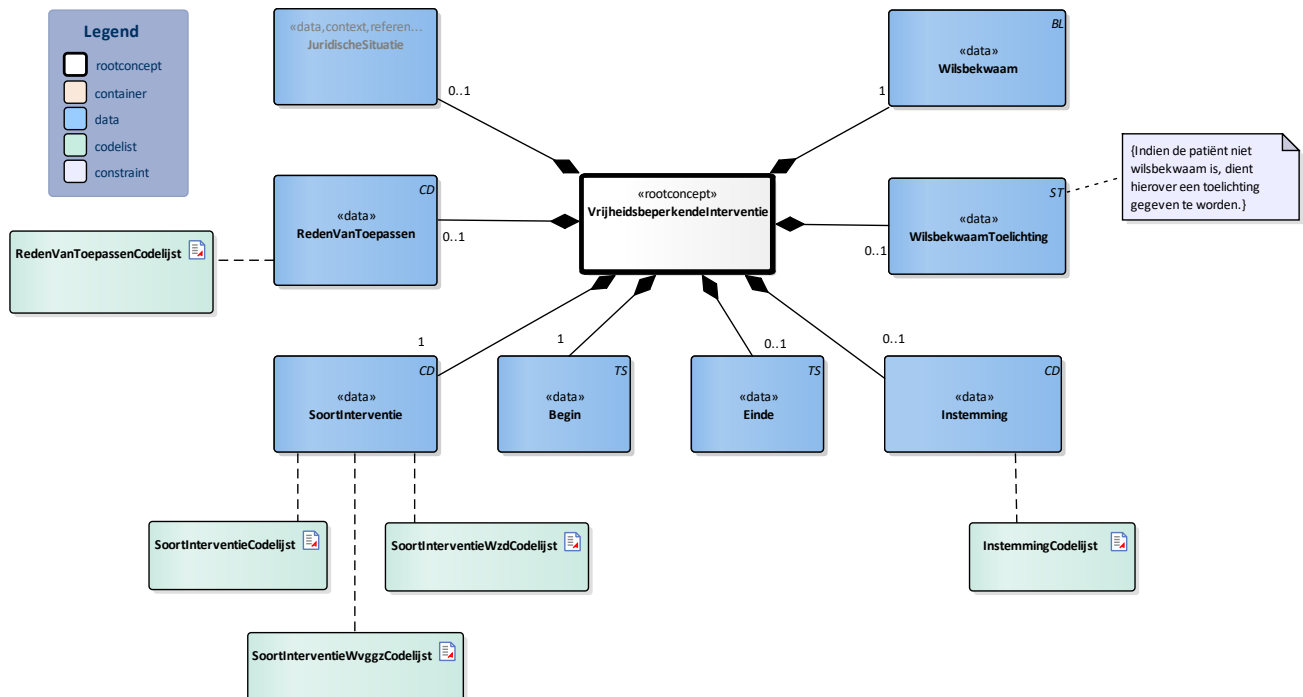 Legend
rootconcept
container
data
codelist
constraint
«data,context,referen...
JuridischeSituatie
0..1
BL
«data»
Wilsbekwaam
1
{Indien de patiënt niet
wilsbekwaam is, dient
hierover een toelichting
gegeven te worden.}
«rootconcept»
VrijheidsbeperkendeInterventie
CD
«data»
RedenVanToepassen
0..1
ST
«data»
WilsbekwaamToelichting
0..1
RedenVanToepassenCodelijst
1
1
0..1
0..1
CD
«data»
SoortInterventie
TS
«data»
Begin
TS
«data»
Einde
CD
«data»
Instemming
SoortInterventieCodelijst
SoortInterventieWzdCodelijst
InstemmingCodelijst
SoortInterventieWvggzCodelijst